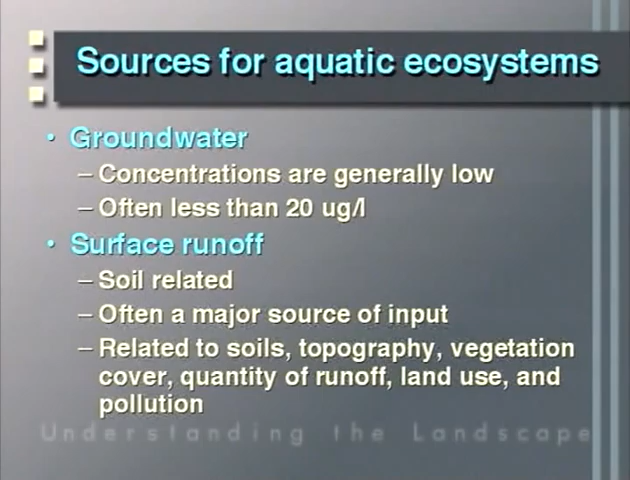 Sources for aquatic ecosystems
• Groundwater
– Concentrations are generally low
– Often less than 20 ug/l
• Surface runoff
– Soil related
– Often a major source of input
– Related to soils, topography, vegetation
cover, quantity of runoff, land use, and
pollution
Understanding the Landscape